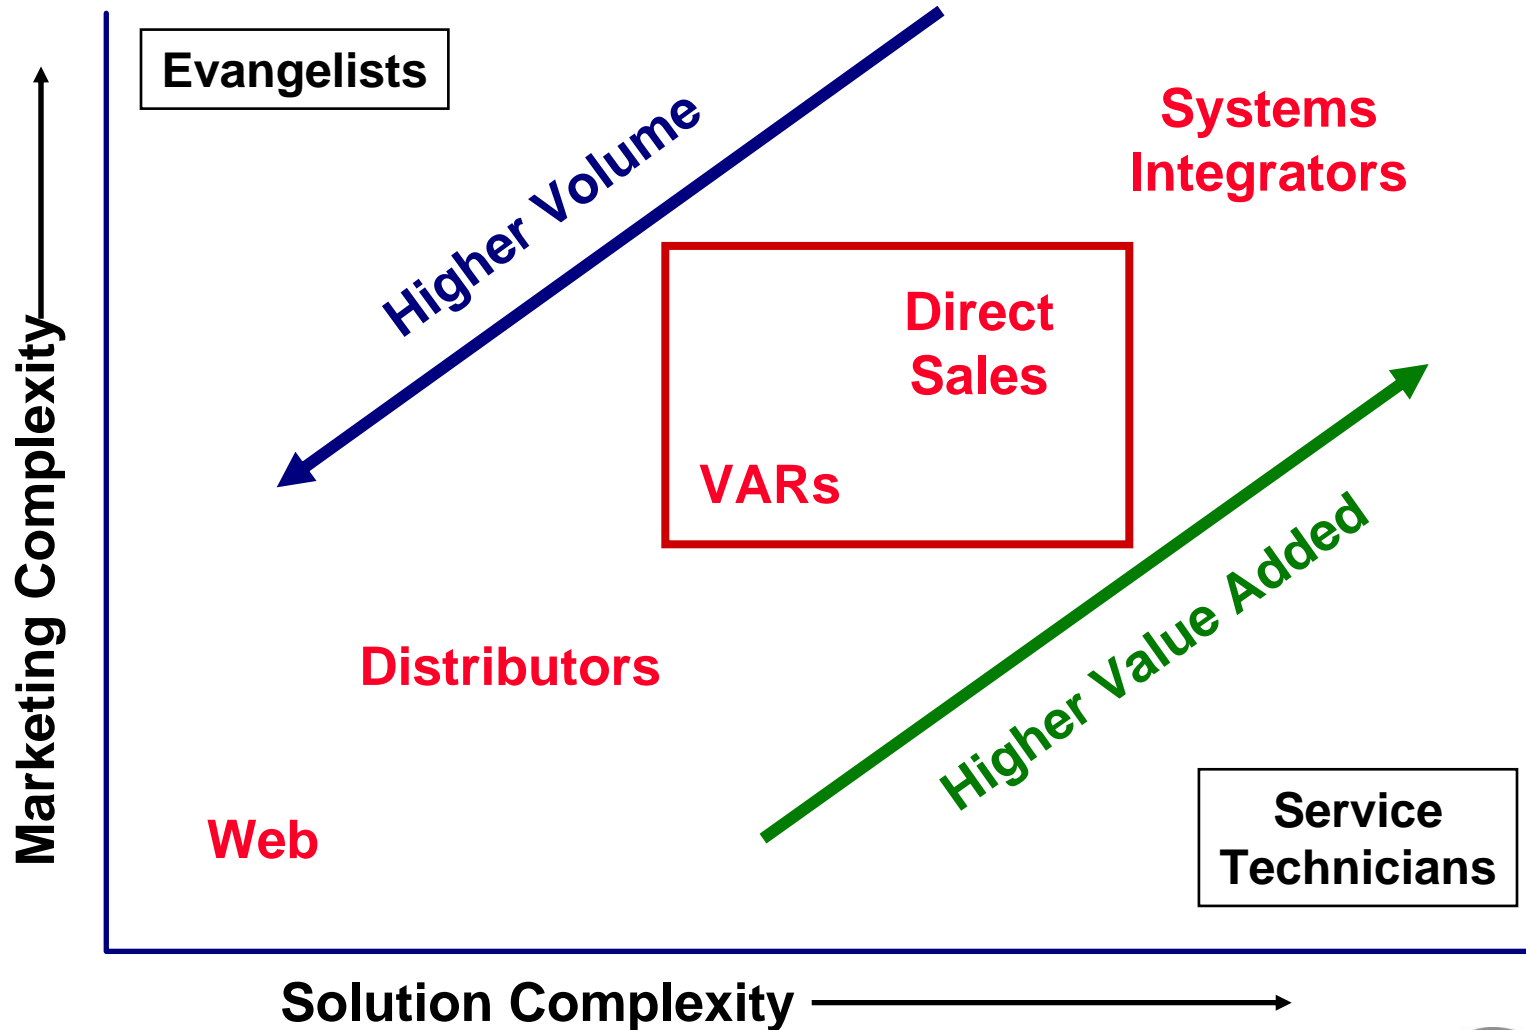 Evangelists
Higher Volume
Systems
Integrators
Direct
Sales
VARs
Marketing Complexity
Distributors
Higher Value Added
Web
Service
Technicians
Solution Complexity